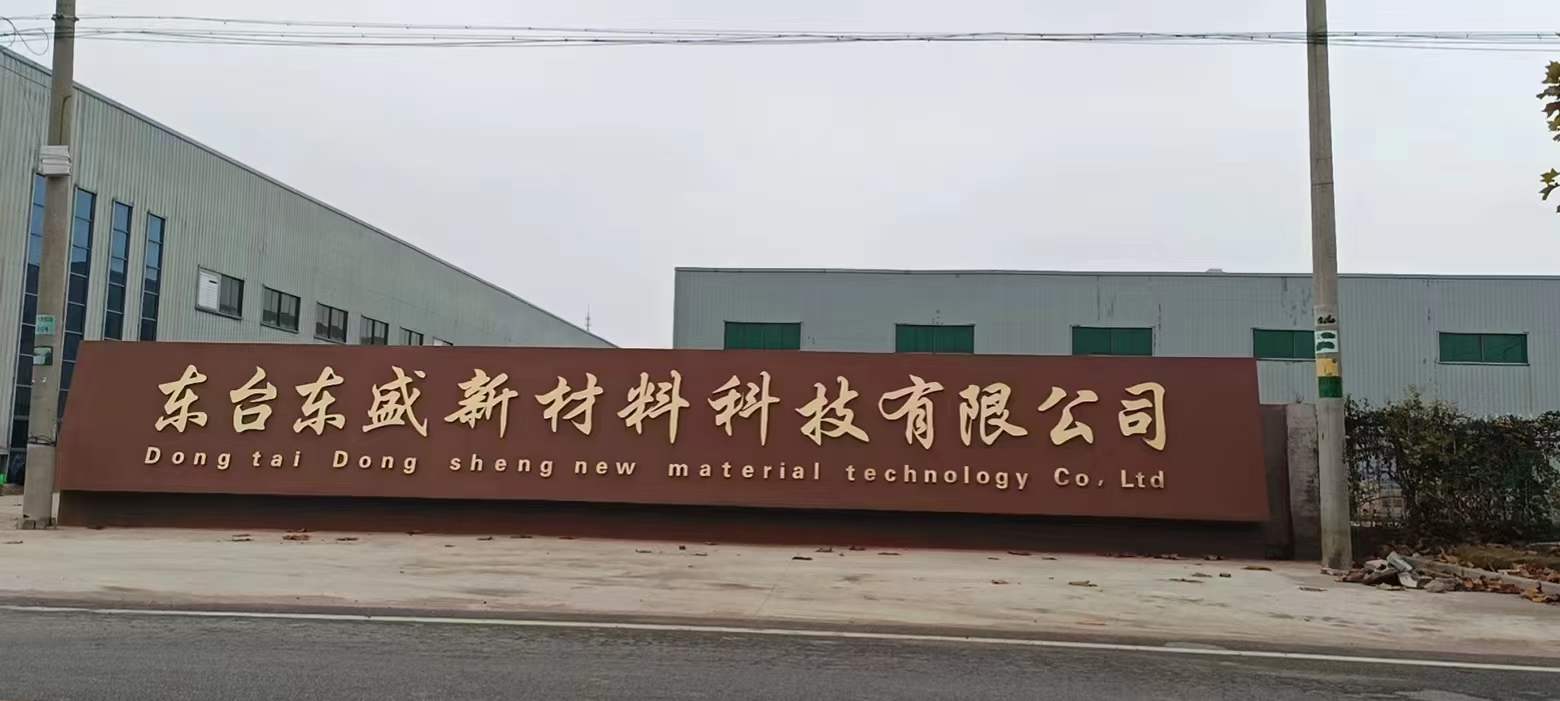 东台东盛新材料科技有限公司
Dong tai Dong sheng new material technology Co, Ltd